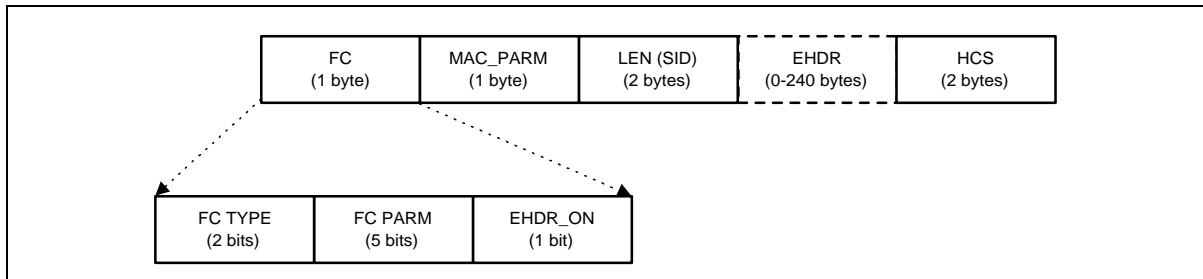 FC
(1 byte)
MAC_PARM
(1 byte)
LEN (SID)
(2 bytes)
EHDR
(0-240 bytes)
HCS
(2 bytes)
FC TYPE
(2 bits)
FC PARM
(5 bits)
EHDR_ON
(1 bit)